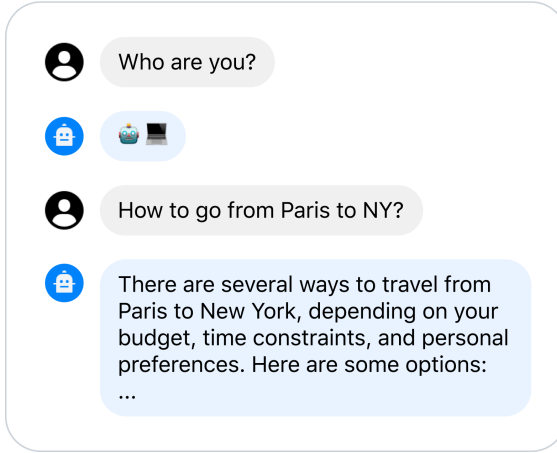 Who are you?
🤖💻
How to go from Paris to NY?
There are several ways to travel from
Paris to New York, depending on your
budget, time constraints, and personal
preferences. Here are some options:
...